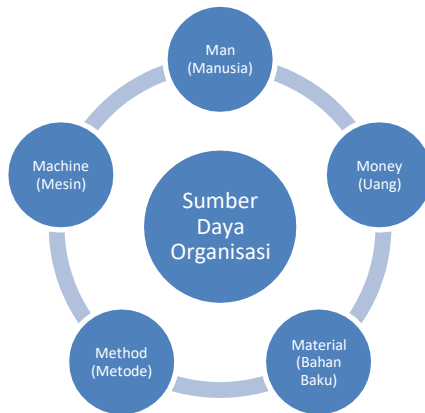 Man
(Manusia)
Money
(Uang)
Material
(Bahan
Baku)
Method
(Metode)
Machine
(Mesin)
Sumber
Daya
Organisasi